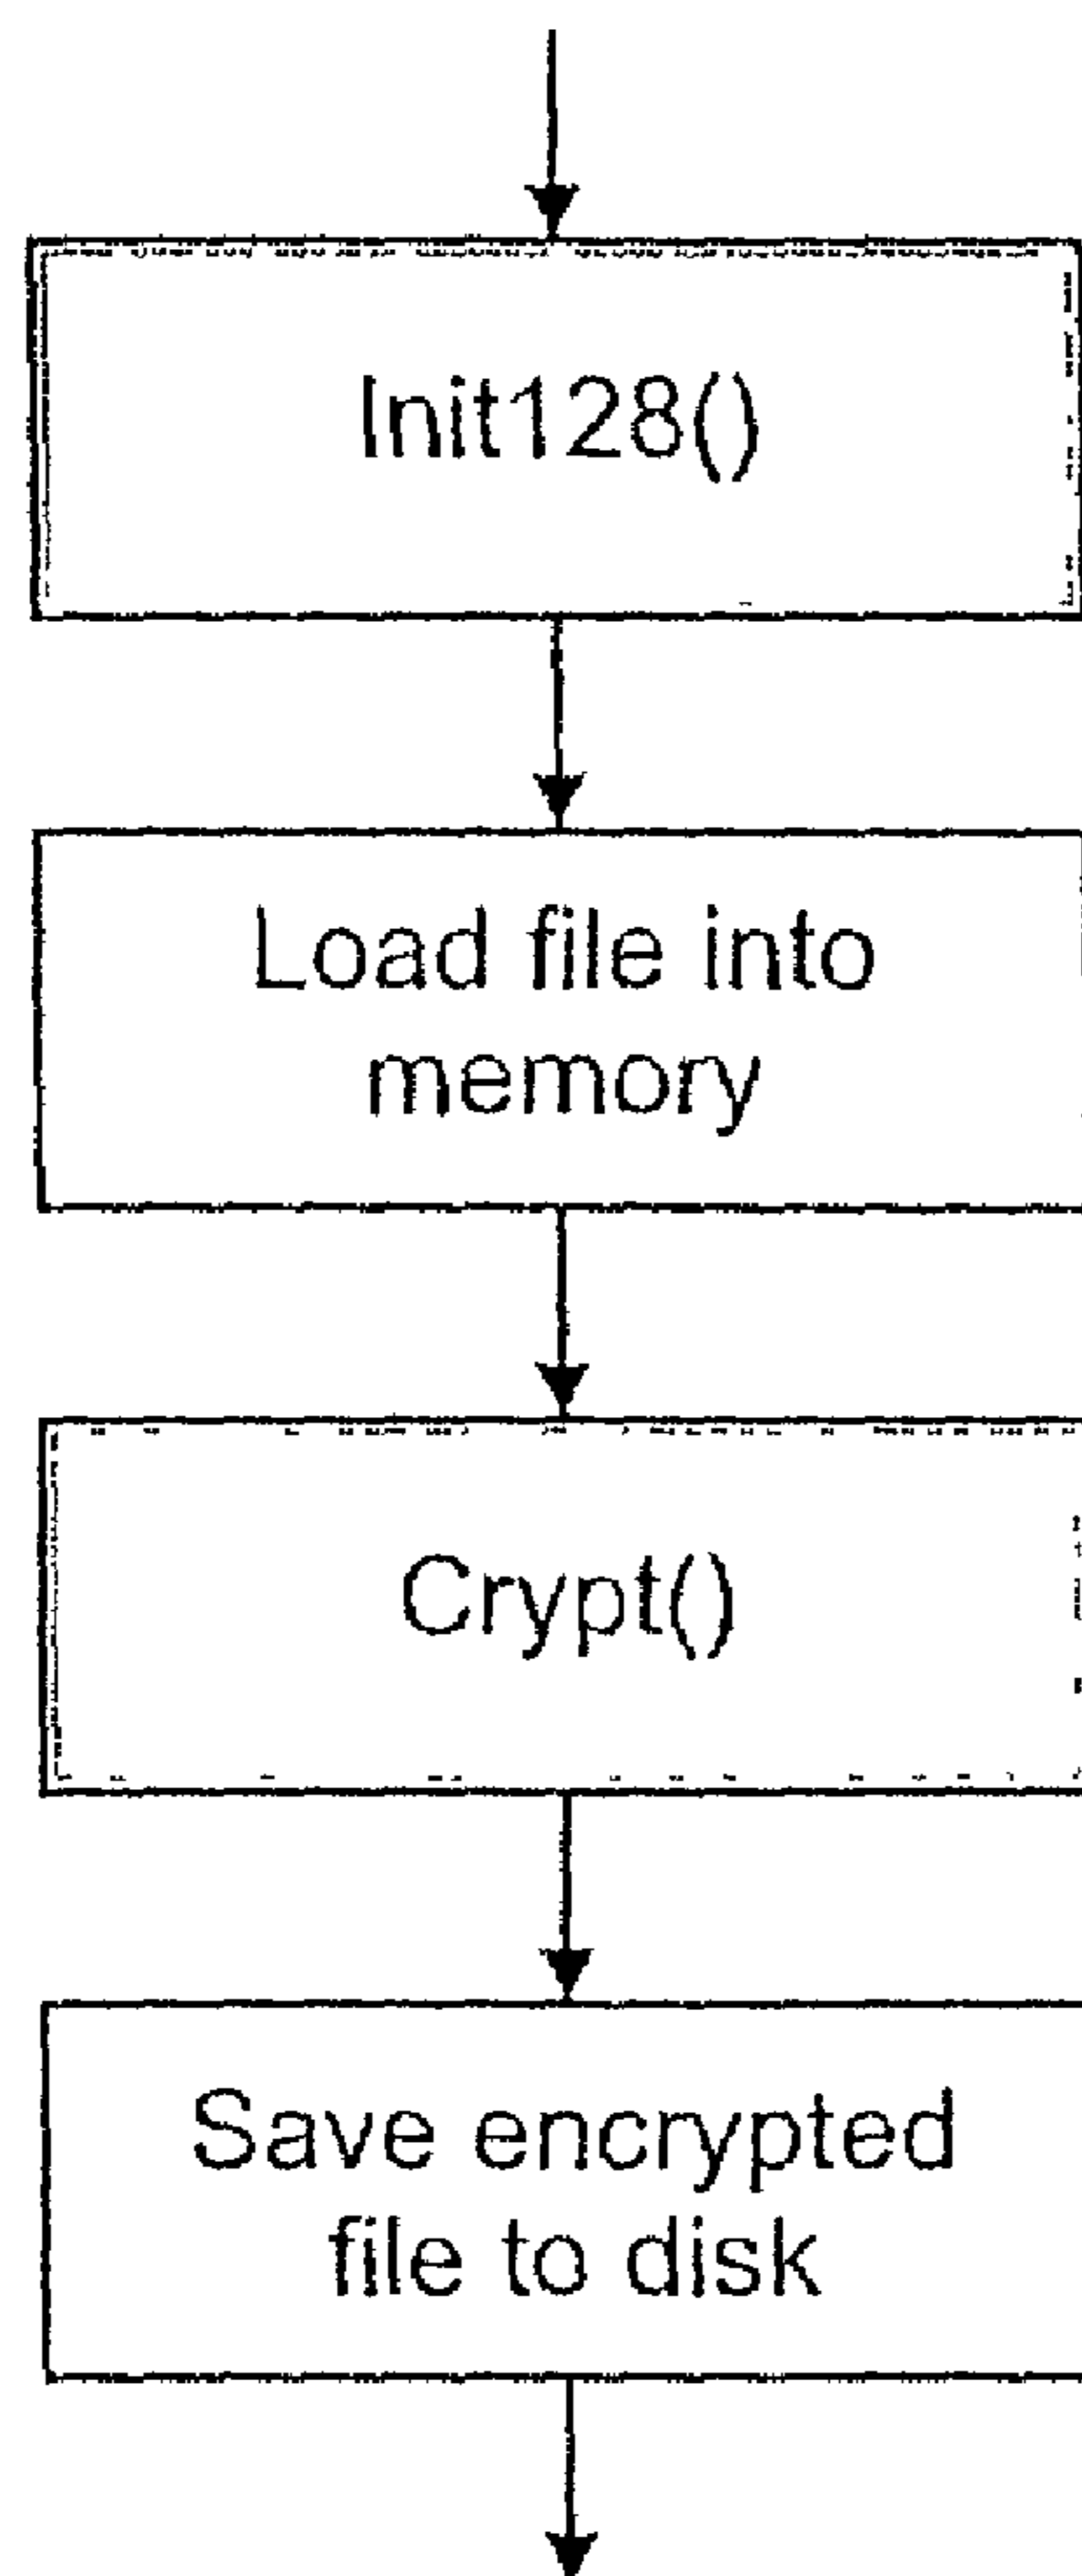 Init128()
Load file into
memory
Crypt()
Save encrypted
file to disk